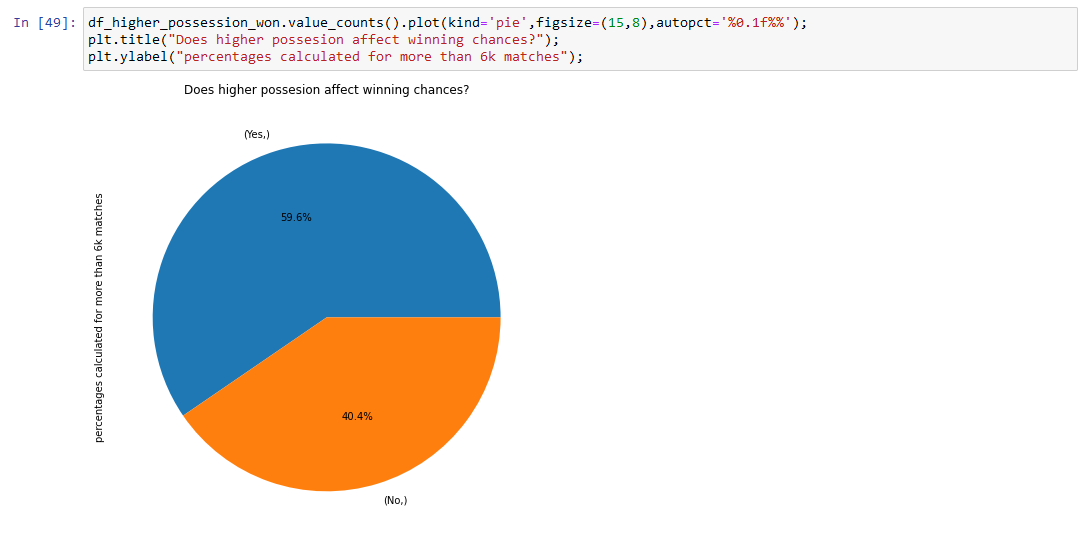 In [49]: df_higher_possession_won.value_counts().plot(kind='pie',figsize=(15,8),autopct='%0.1f%%');
plt.title("Does higher possesion affect winning chances?");
plt.ylabel("percentages calculated for more than 6k matches");
Does higher possesion affect winning chances?
(Yes,)
59.6%
percentages calculated for more than 6k matches
40.4%
(No,)